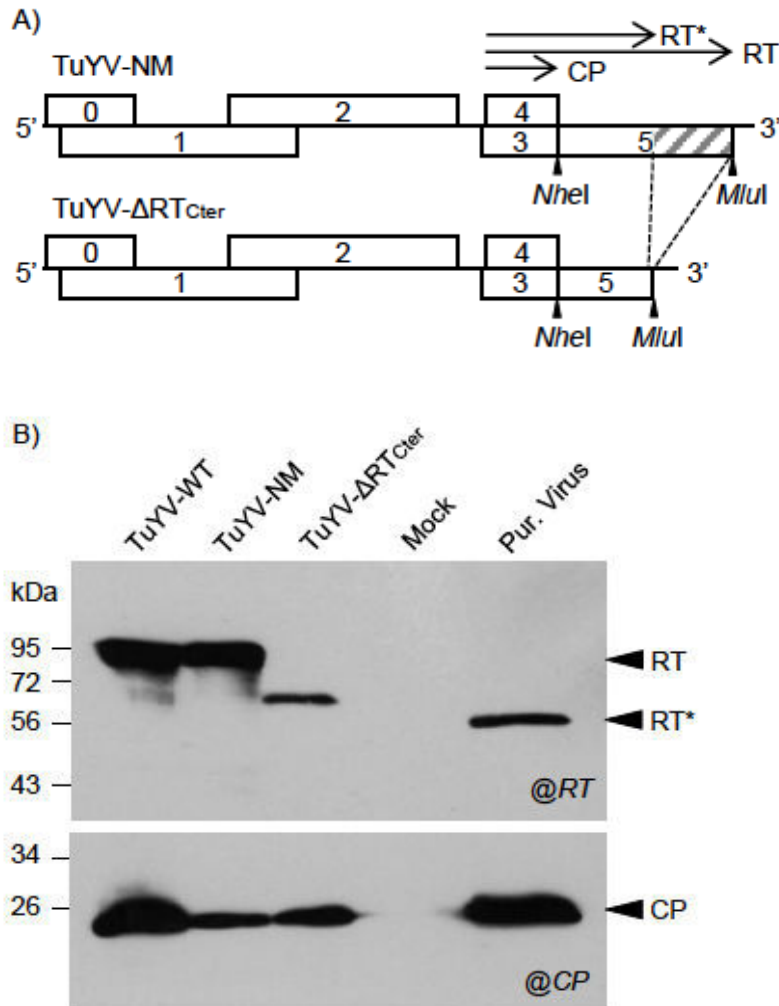 A)
RT*
RT
CP
TuYV-NM
5' 0 1 2 4 3 5 3'
NheI MluI
TuYV-ΔRTCter
5' 0 1 2 4 3 5 3'
NheI MluI
B)
TuYV-WT TuYV-NM TuYV-ΔRTCter Mock Pur. Virus
kDa
95 RT
72
56 RT*
43
@RT
34
26 CP
@CP